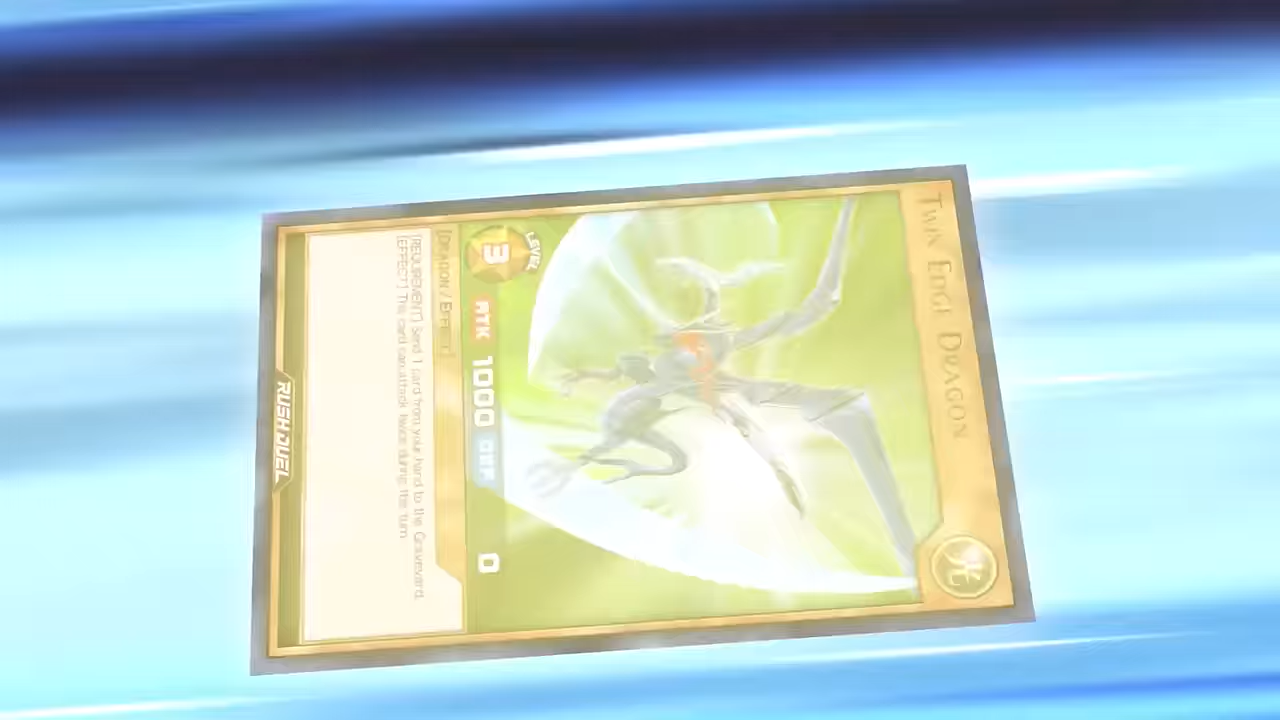 TWIN EDGE DRAGON
光
LEVEL
3
ATK 1000 DEF 0
[DRAGON / EFFECT]
[REQUIREMENT] Send 1 card from your hand to the Graveyard.
[EFFECT] This card can attack twice during this turn.
RUSH DUEL